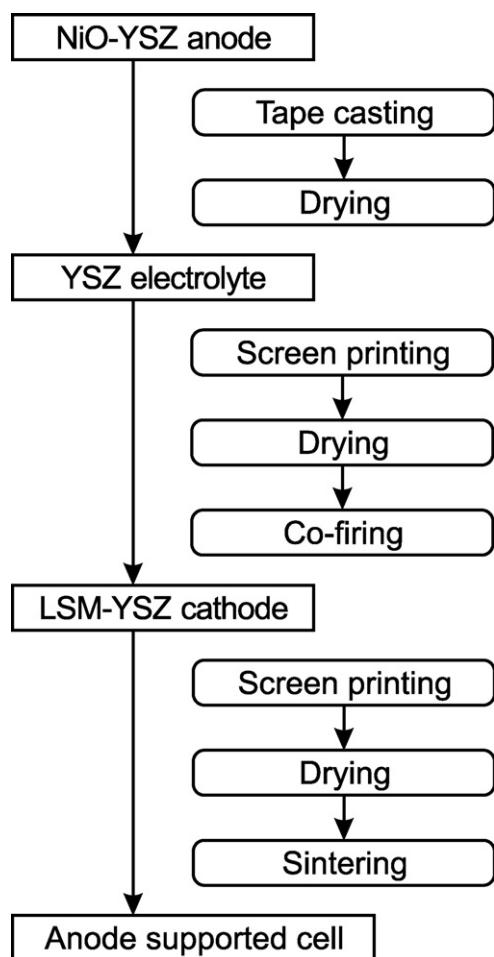 NiO-YSZ anode
Tape casting
Drying
YSZ electrolyte
Screen printing
Drying
Co-firing
LSM-YSZ cathode
Screen printing
Drying
Sintering
Anode supported cell